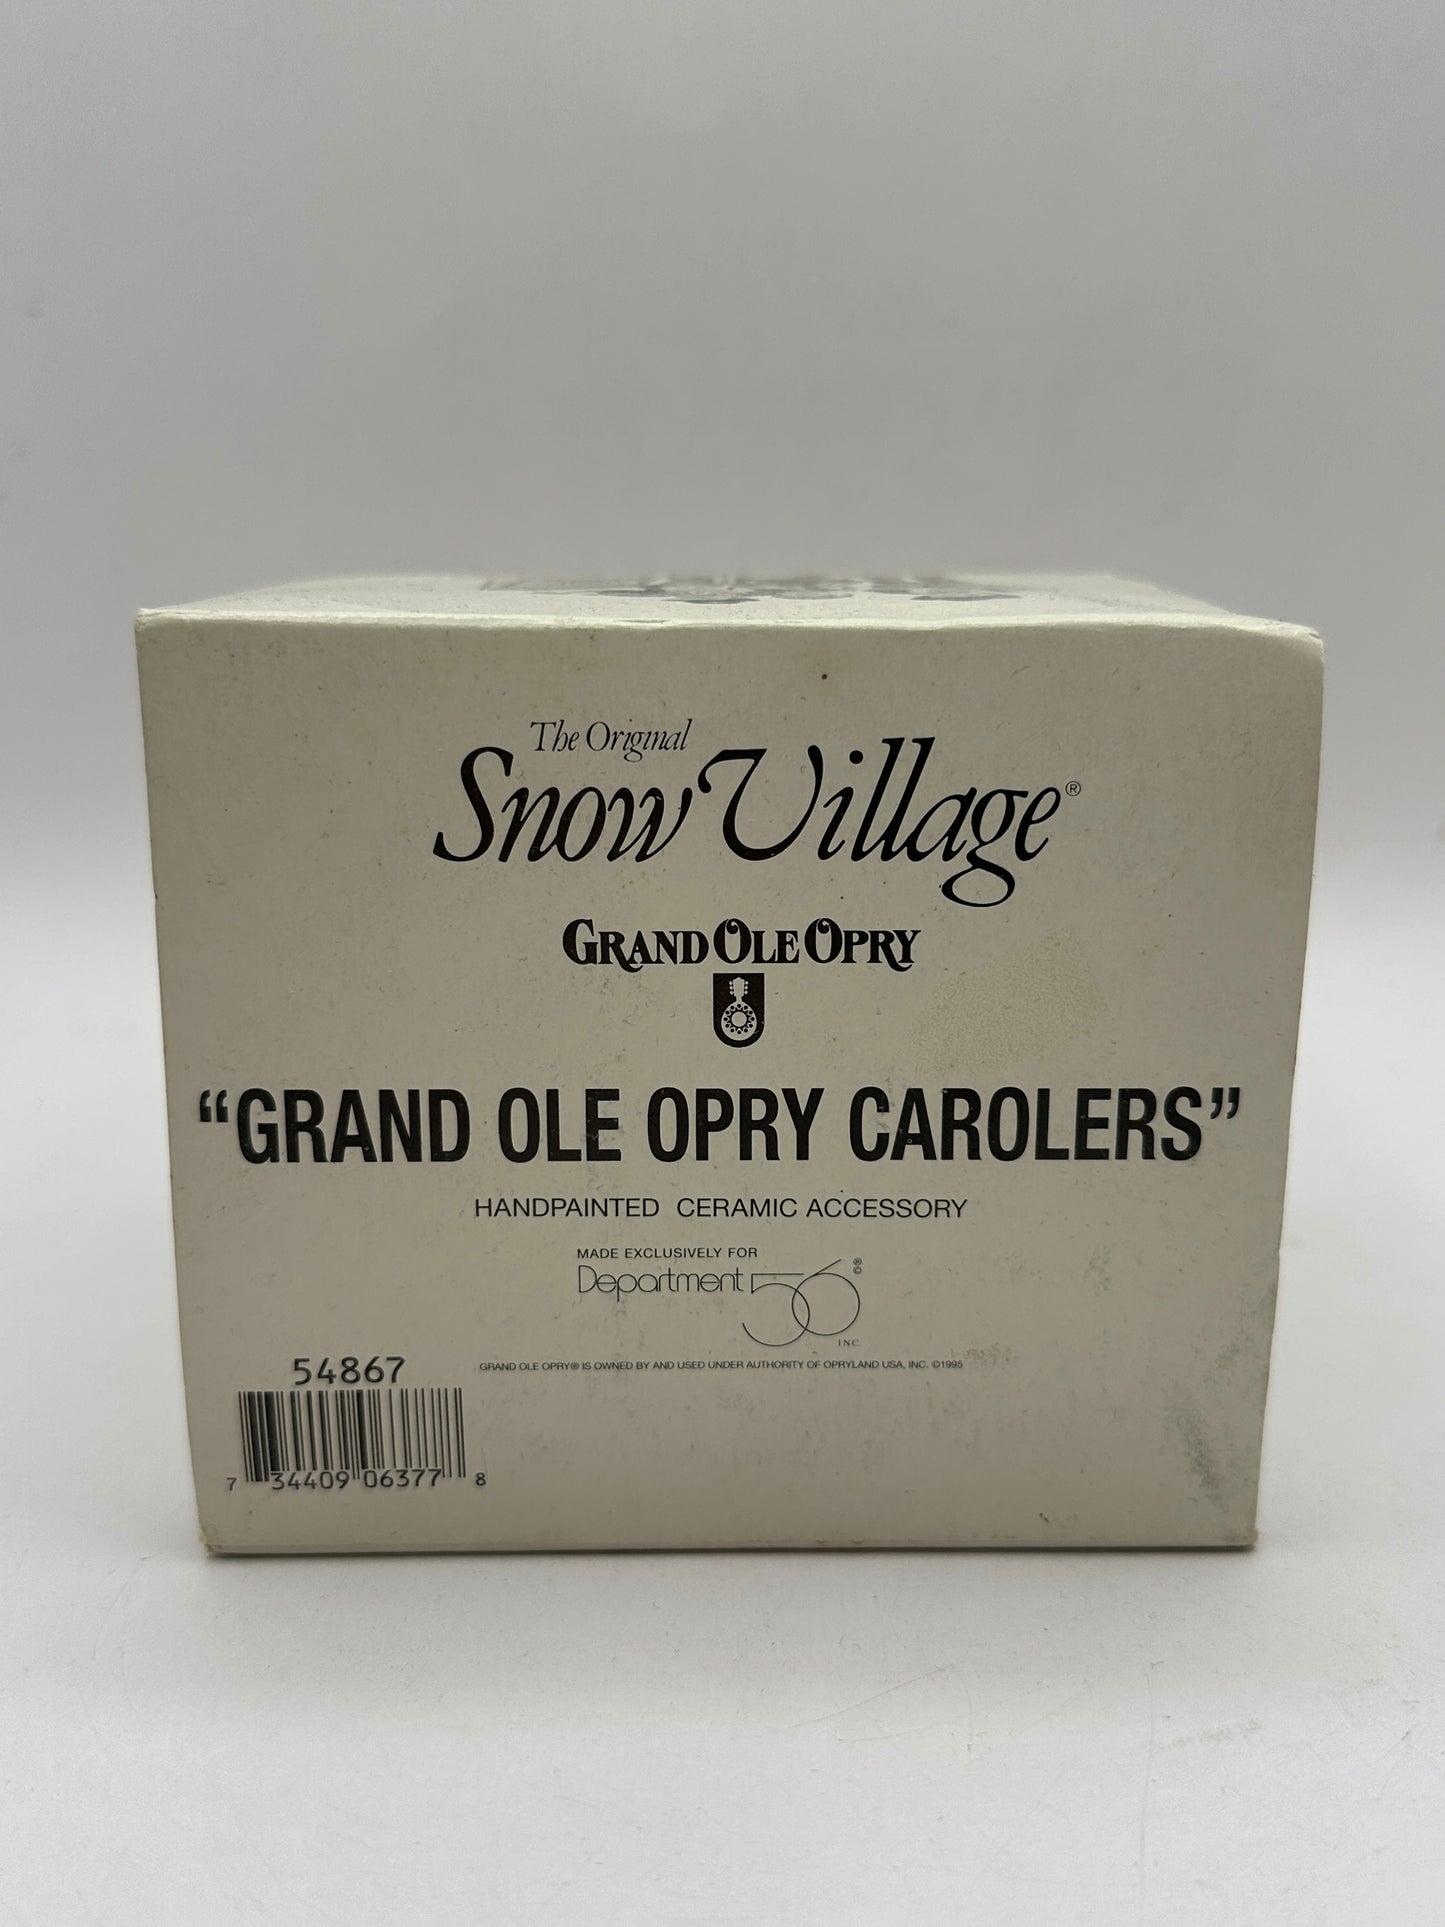 The Original
Snow Village®
GRAND OLE OPRY
“GRAND OLE OPRY CAROLERS”
HANDPAINTED CERAMIC ACCESSORY
MADE EXCLUSIVELY FOR
Department 56 ®©
INC.
GRAND OLE OPRY® IS OWNED BY AND USED UNDER AUTHORITY OF OPRYLAND USA, INC. ©1995
54867
7 34409 06377 8